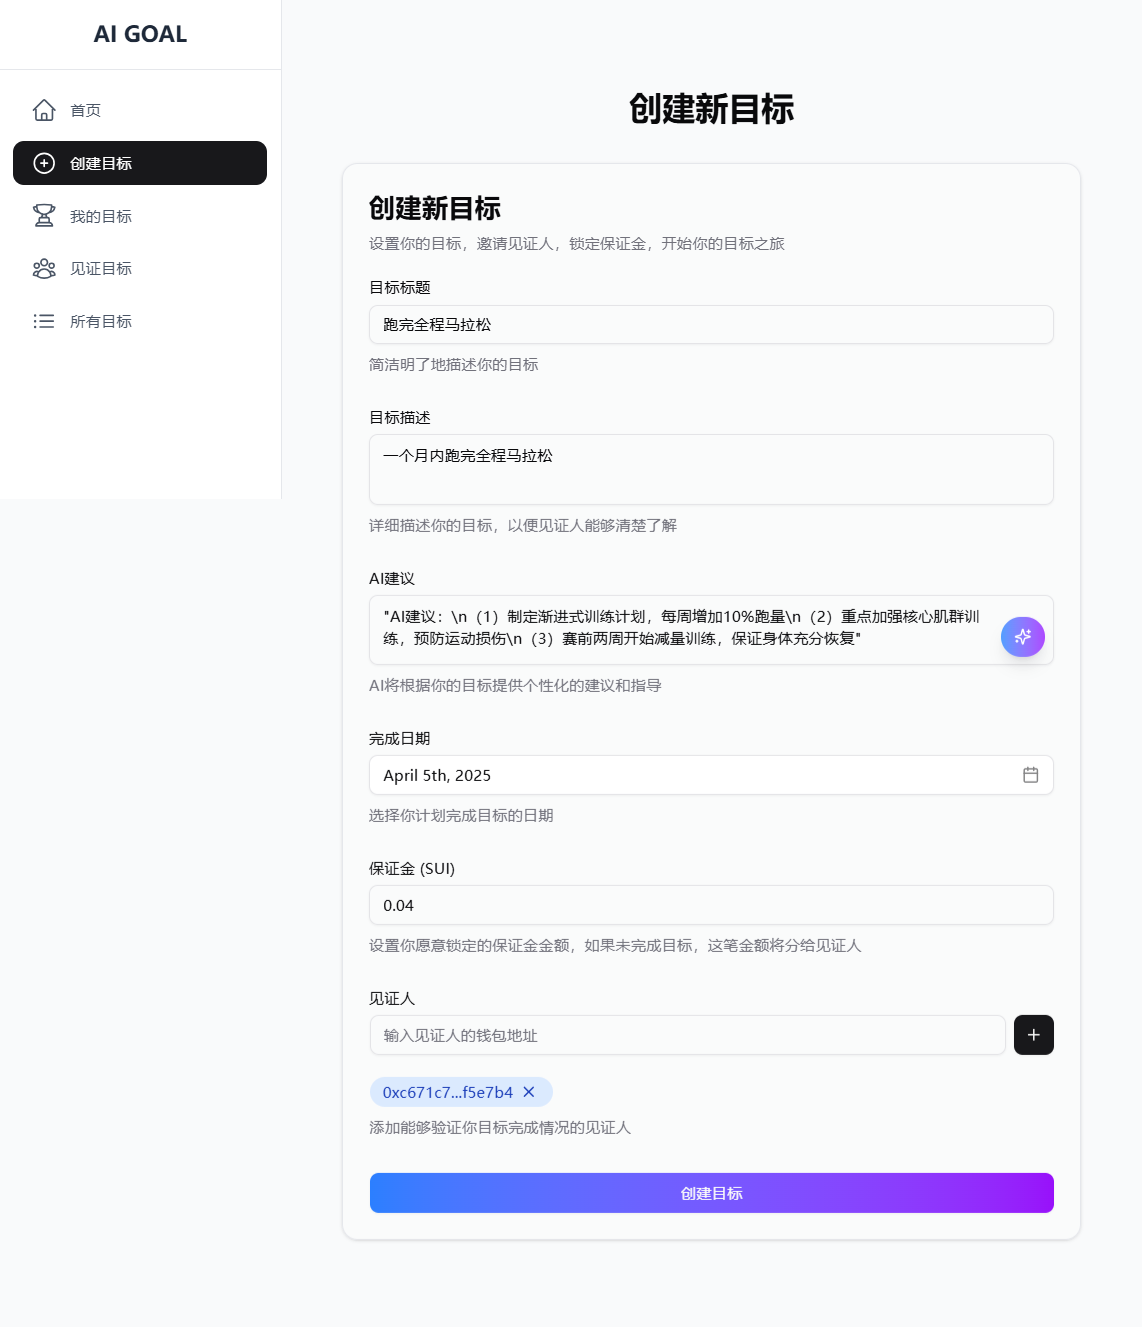 AI GOAL
首页
创建目标
我的目标
见证目标
所有目标
创建新目标
创建新目标
设置你的目标，邀请见证人，锁定保证金，开始你的目标之旅
目标标题
跑完全程马拉松
简洁明了地描述你的目标
目标描述
一个月内跑完全程马拉松
详细描述你的目标，以便见证人能够清楚了解
AI建议
"AI建议：\n（1）制定渐进式训练计划，每周增加10%跑量\n（2）重点加强核心肌群训
练，预防运动损伤\n（3）赛前两周开始减量训练，保证身体充分恢复"
AI将根据你的目标提供个性化的建议和指导
完成日期
April 5th, 2025
选择你计划完成目标的日期
保证金 (SUI)
0.04
设置你愿意锁定的保证金金额，如果未完成目标，这笔金额将分给见证人
见证人
输入见证人的钱包地址
0xc671c7...f5e7b4
添加能够验证你目标完成情况的见证人
创建目标